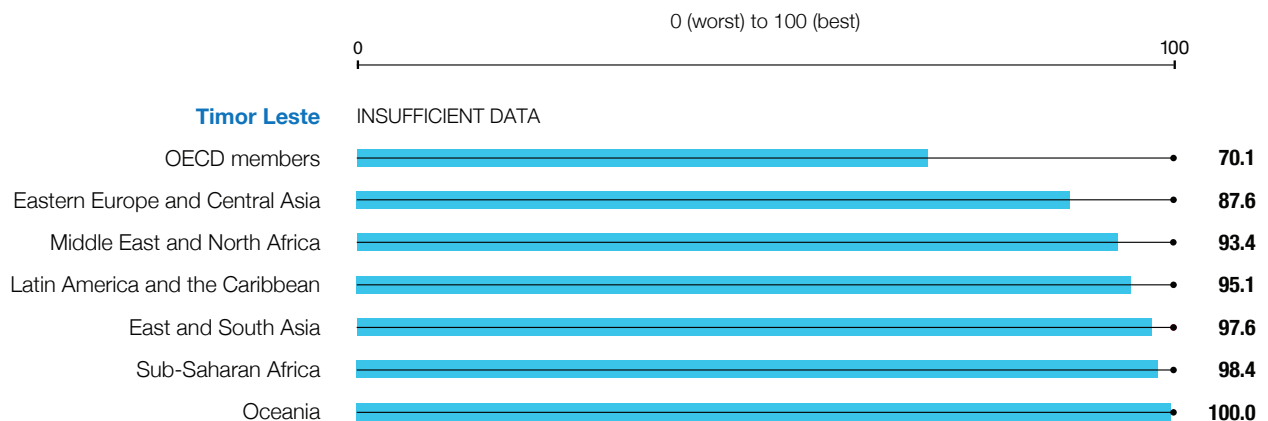 0 (worst) to 100 (best)
0 100
Timor Leste INSUFFICIENT DATA
OECD members 70.1
Eastern Europe and Central Asia 87.6
Middle East and North Africa 93.4
Latin America and the Caribbean 95.1
East and South Asia 97.6
Sub-Saharan Africa 98.4
Oceania 100.0